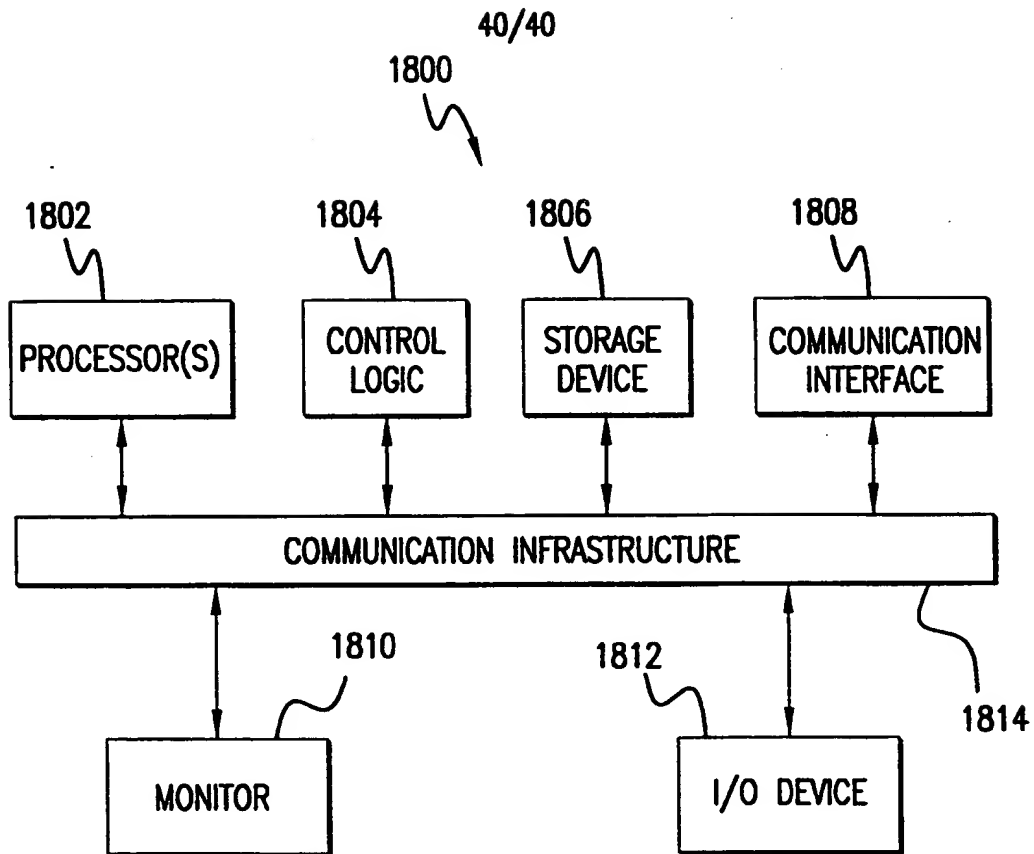 40/40
1800
1802
1804
1806
1808
PROCESSOR(S)
CONTROL
LOGIC
STORAGE
DEVICE
COMMUNICATION
INTERFACE
COMMUNICATION INFRASTRUCTURE
1810
1812
1814
MONITOR
I/O DEVICE